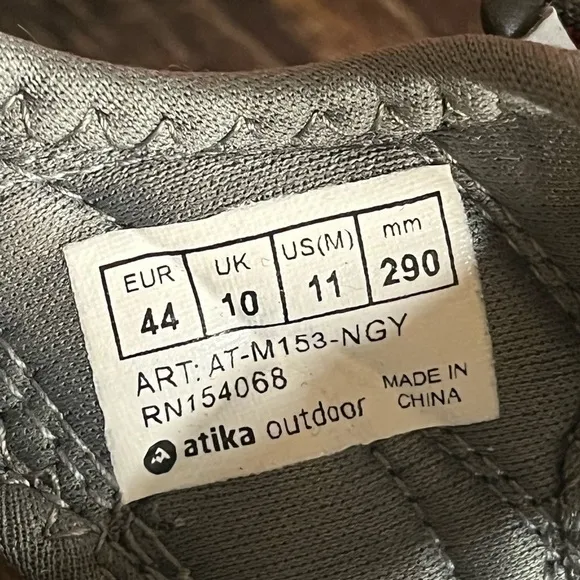 EUR UK US(M) mm
44 10 11 290
ART: AT-M153-NGY
RN154068
MADE IN
CHINA
atika outdoor